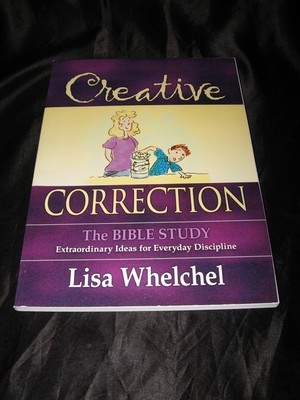 Creative
CORRECTION
The BIBLE STUDY
Extraordinary Ideas for Everyday Discipline
Lisa Whelchel